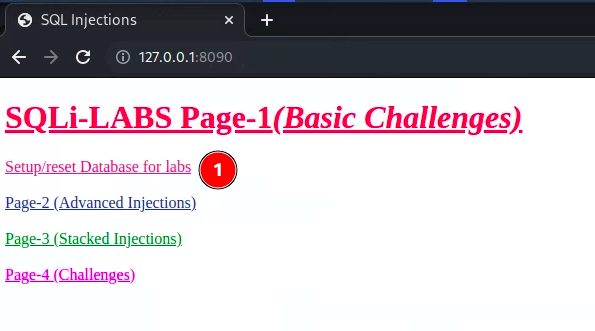 SQL Injections
127.0.0.1:8090
SQLi-LABS Page-1(Basic Challenges)
Setup/reset Database for labs 1
Page-2 (Advanced Injections)
Page-3 (Stacked Injections)
Page-4 (Challenges)